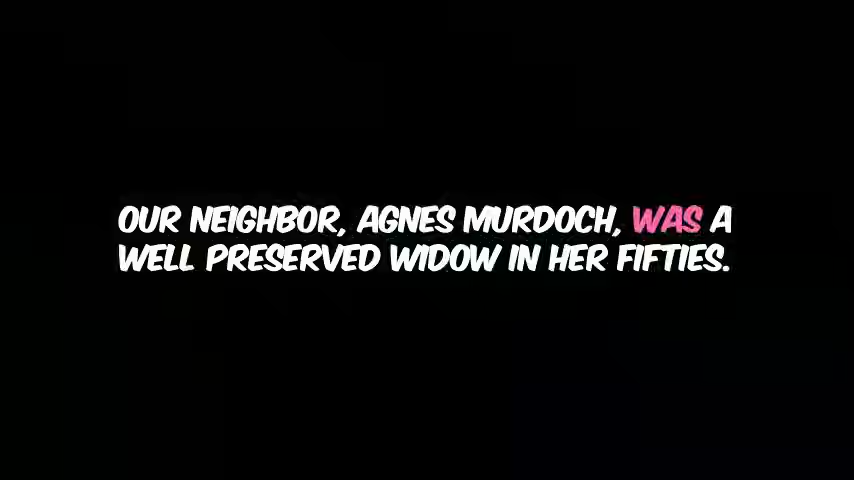 OUR NEIGHBOR, AGNES MURDOCH, WAS A
WELL PRESERVED WIDOW IN HER FIFTIES.